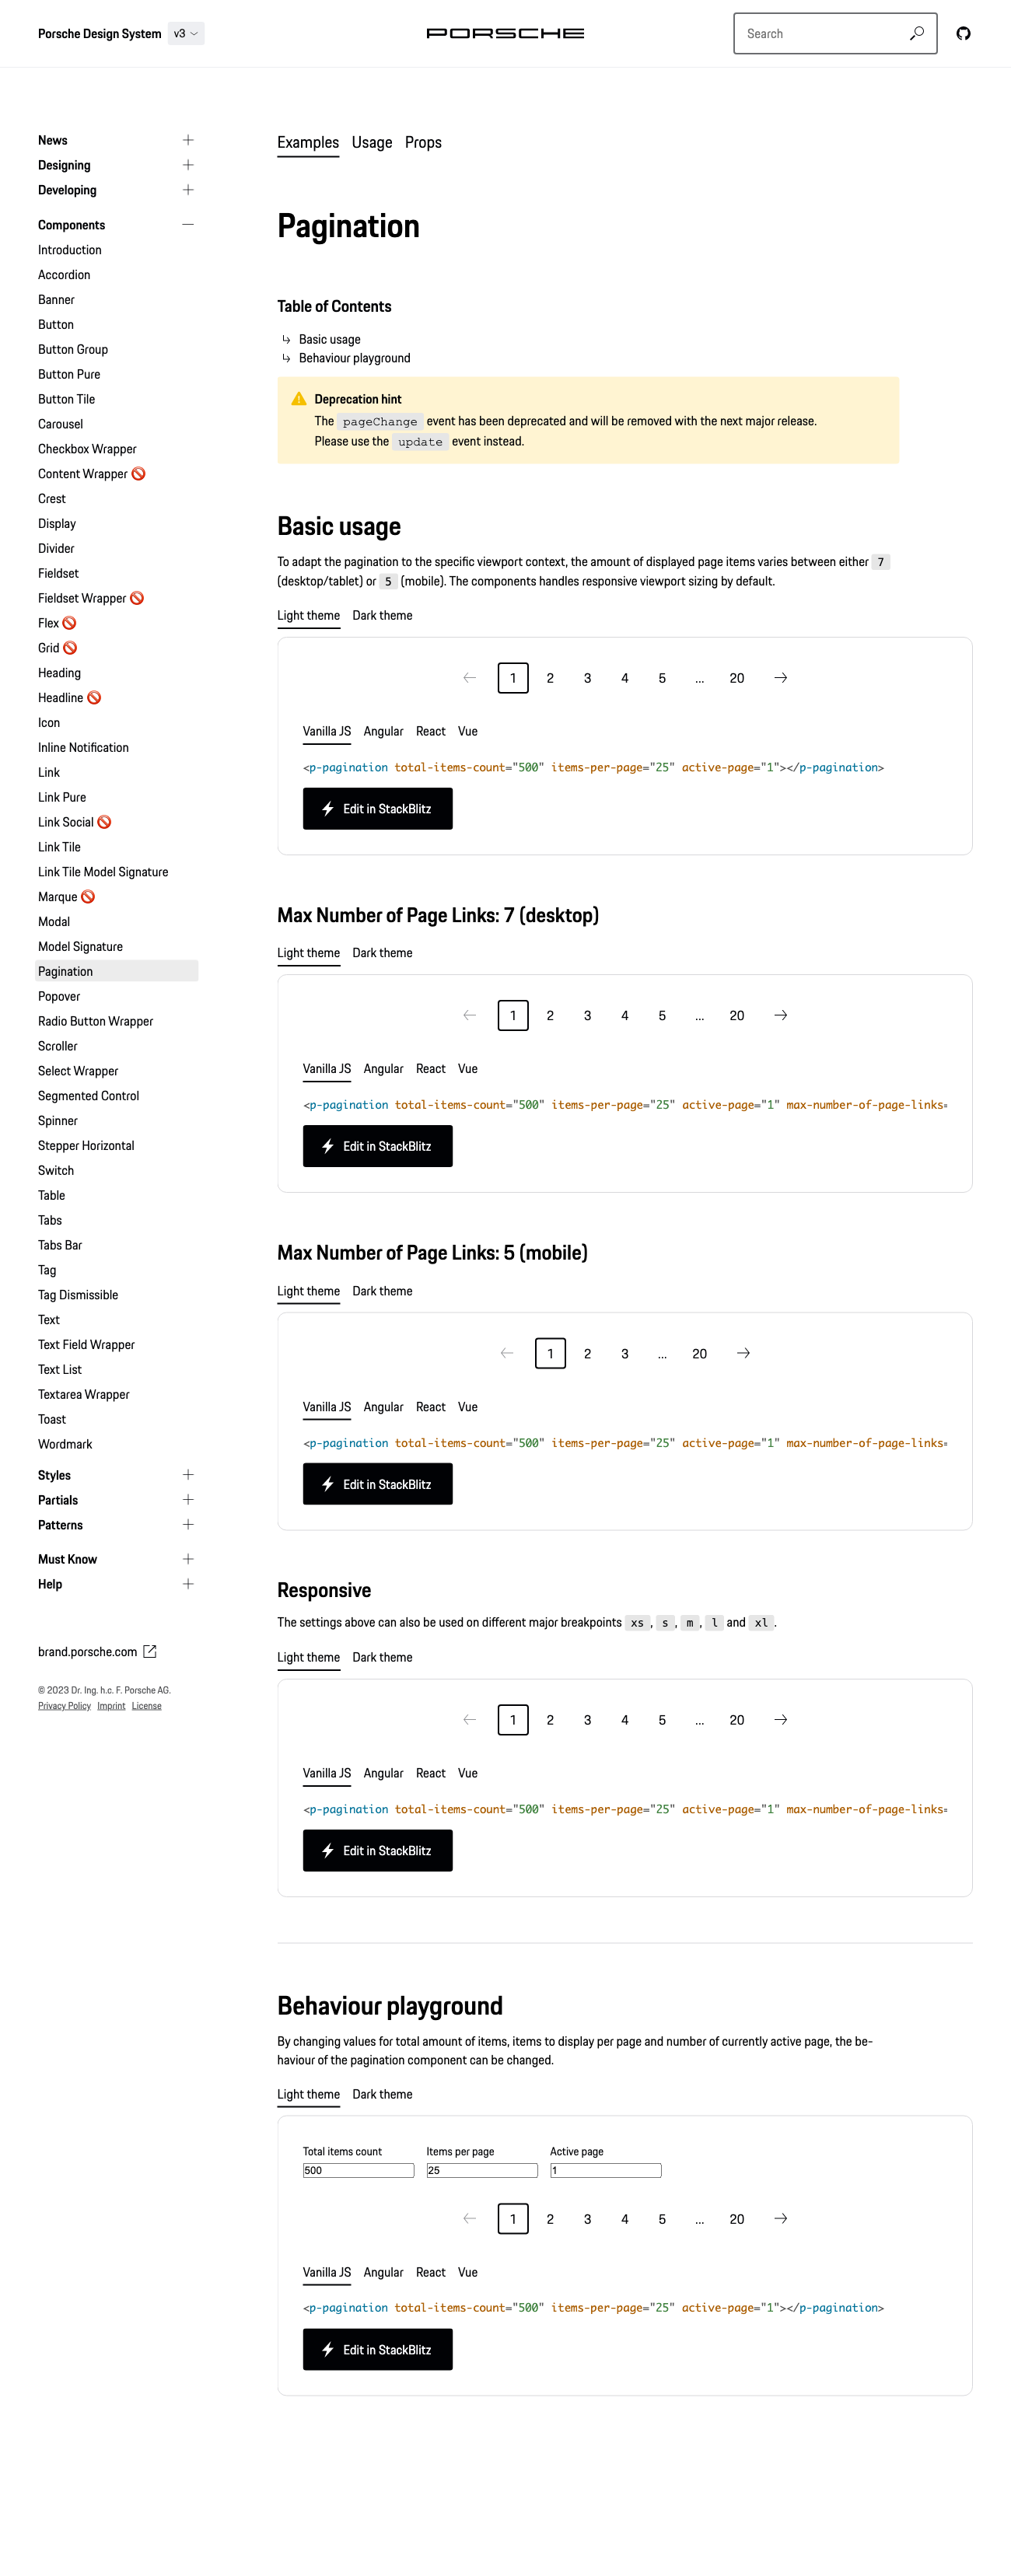 Porsche Design System v3
PORSCHE
Search
News
Designing
Developing
Components
Introduction
Accordion
Banner
Button
Button Group
Button Pure
Button Tile
Carousel
Checkbox Wrapper
Content Wrapper 🚫
Crest
Display
Divider
Fieldset
Fieldset Wrapper 🚫
Flex 🚫
Grid 🚫
Heading
Headline 🚫
Icon
Inline Notification
Link
Link Pure
Link Social 🚫
Link Tile
Link Tile Model Signature
Marque 🚫
Modal
Model Signature
Pagination
Popover
Radio Button Wrapper
Scroller
Select Wrapper
Segmented Control
Spinner
Stepper Horizontal
Switch
Table
Tabs
Tabs Bar
Tag
Tag Dismissible
Text
Text Field Wrapper
Text List
Textarea Wrapper
Toast
Wordmark
Styles
Partials
Patterns
Must Know
Help
brand.porsche.com
© 2023 Dr. Ing. h.c. F. Porsche AG.
Privacy Policy Imprint License
Examples Usage Props
Pagination
Table of Contents
Basic usage
Behaviour playground
Deprecation hint
The pageChange event has been deprecated and will be removed with the next major release.
Please use the update event instead.
Basic usage
To adapt the pagination to the specific viewport context, the amount of displayed page items varies between either 7
(desktop/tablet) or 5 (mobile). The components handles responsive viewport sizing by default.
Light theme Dark theme
1 2 3 4 5 ... 20
Vanilla JS Angular React Vue
<p-pagination total-items-count="500" items-per-page="25" active-page="1"></p-pagination>
Edit in StackBlitz
Max Number of Page Links: 7 (desktop)
Light theme Dark theme
1 2 3 4 5 ... 20
Vanilla JS Angular React Vue
<p-pagination total-items-count="500" items-per-page="25" active-page="1" max-number-of-page-links=
Edit in StackBlitz
Max Number of Page Links: 5 (mobile)
Light theme Dark theme
1 2 3 ... 20
Vanilla JS Angular React Vue
<p-pagination total-items-count="500" items-per-page="25" active-page="1" max-number-of-page-links=
Edit in StackBlitz
Responsive
The settings above can also be used on different major breakpoints xs, s, m, l and xl.
Light theme Dark theme
1 2 3 4 5 ... 20
Vanilla JS Angular React Vue
<p-pagination total-items-count="500" items-per-page="25" active-page="1" max-number-of-page-links=
Edit in StackBlitz
Behaviour playground
By changing values for total amount of items, items to display per page and number of currently active page, the be-
haviour of the pagination component can be changed.
Light theme Dark theme
Total items count Items per page Active page
500 25 1
1 2 3 4 5 ... 20
Vanilla JS Angular React Vue
<p-pagination total-items-count="500" items-per-page="25" active-page="1"></p-pagination>
Edit in StackBlitz